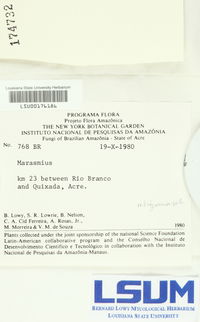 174732
Louisiana State University Herbarium
LSU00176186
PROGRAMA FLORA
Projeto Flora Amazônica
THE NEW YORK BOTANICAL GARDEN
INSTITUTO NACIONAL DE PESQUISAS DA AMAZÔNIA
Fungi of Brazilian Amazônia - State of Acre
No. 768 BR 19-X-1980
Marasmius
km 23 between Rio Branco
and Quixada, Acre.
B. Lowy, S. R. Lowrie, B. Nelson,
C. A. Cid Ferreira, A. Rosas, Jr.,
M. Morreira & V. M. de Souza 1980
Plants collected under the joint sponsorship of the national Science Foundation
Latin-American collaborative program and the Conselho Nacional de
Desenvolvimento Científico e Tecnológico in collaboration with the Instituto
Nacional de Pesquisas da Amazônia-Manaus.
LSUM
BERNARD LOWY MYCOLOGICAL HERBARIUM
LOUISIANA STATE UNIVERSITY